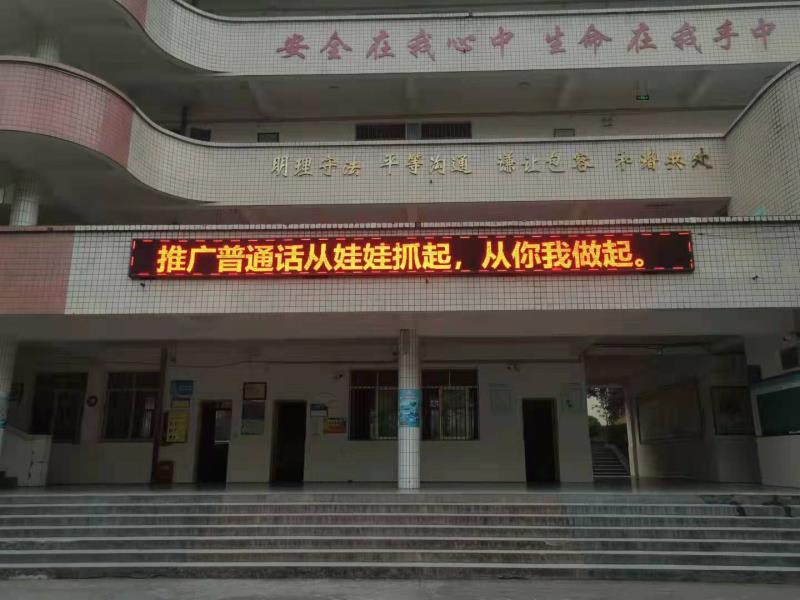 安全在我心中 生命在我手中
明理守法 平等沟通 谦让包容 和谐共处
推广普通话从娃娃抓起，从你我做起。